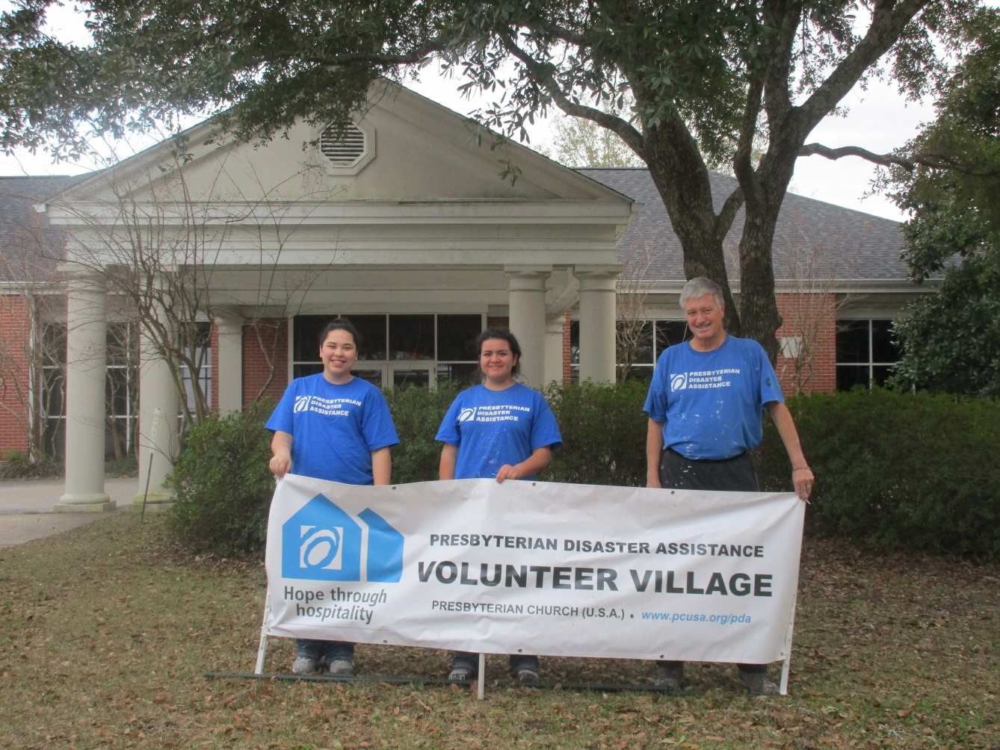 PRESBYTERIAN
DISASTER
ASSISTANCE
PRESBYTERIAN
DISASTER
ASSISTANCE
PRESBYTERIAN
DISASTER
ASSISTANCE
Hope through
hospitality
PRESBYTERIAN DISASTER ASSISTANCE
VOLUNTEER VILLAGE
PRESBYTERIAN CHURCH (U.S.A.) ♦ www.pcusa.org/pda